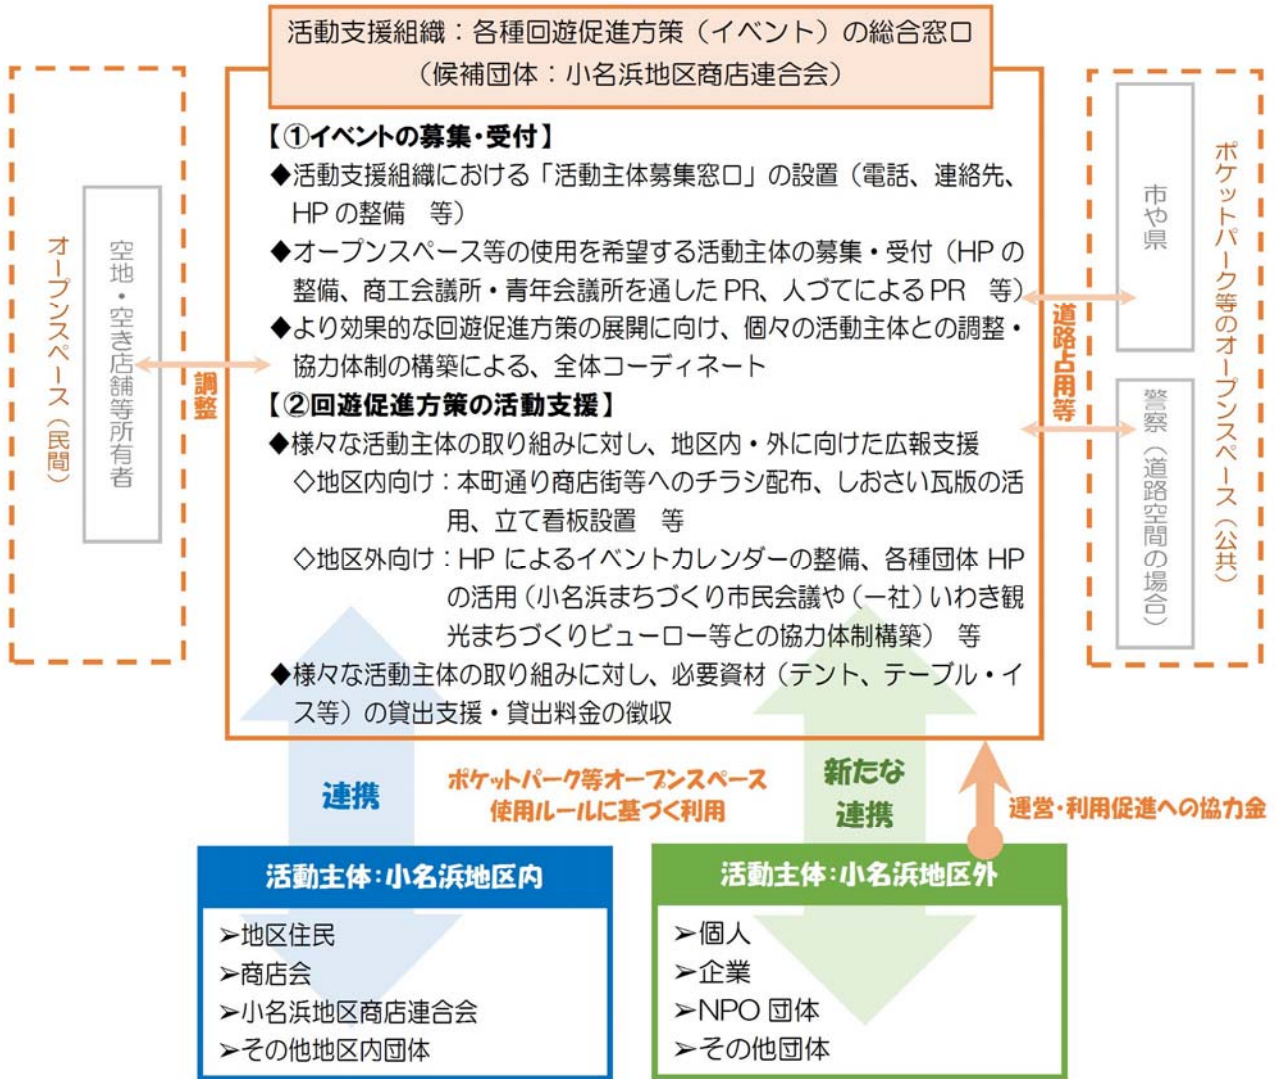 活動支援組織：各種回遊促進方策（イベント）の総合窓口
（候補団体：小名浜地区商店連合会）
【①イベントの募集・受付】
◆活動支援組織における「活動主体募集窓口」の設置（電話、連絡先、
HP の整備　等）
◆オープンスペース等の使用を希望する活動主体の募集・受付（HP の
整備、商工会議所・青年会議所を通した PR、人づてによる PR　等）
◆より効果的な回遊促進方策の展開に向け、個々の活動主体との調整・
協力体制の構築による、全体コーディネート
【②回遊促進方策の活動支援】
◆様々な活動主体の取り組みに対し、地区内・外に向けた広報支援
◇地区内向け：本町通り商店街等へのチラシ配布、しおさい瓦版の活
用、立て看板設置　等
◇地区外向け：HP によるイベントカレンダーの整備、各種団体 HP
の活用（小名浜まちづくり市民会議や（一社）いわき観
光まちづくりビューロー等との協力体制構築）　等
◆様々な活動主体の取り組みに対し、必要資材（テント、テーブル・イ
ス等）の貸出支援・貸出料金の徴収
オープンスペース（民間）
空地・空き店舗等所有者
調整
道路占用等
市や県
警察（道路空間の場合）
ポケットパーク等のオープンスペース（公共）
連携
ポケットパーク等オープンスペース
使用ルールに基づく利用
新たな
連携
運営・利用促進への協力金
活動主体：小名浜地区内
➢地区住民
➢商店会
➢小名浜地区商店連合会
➢その他地区内団体
活動主体：小名浜地区外
➢個人
➢企業
➢NPO 団体
➢その他団体